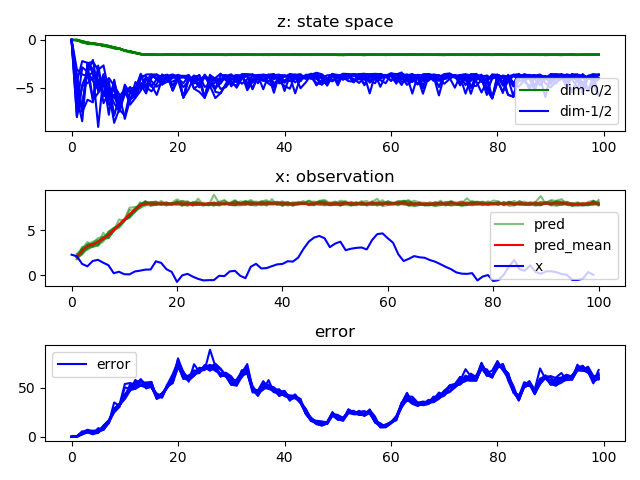 z: state space
0
−5
dim-0/2
dim-1/2
0 20 40 60 80 100
x: observation
5
0
pred
pred_mean
x
0 20 40 60 80 100
error
error
50
0
0 20 40 60 80 100